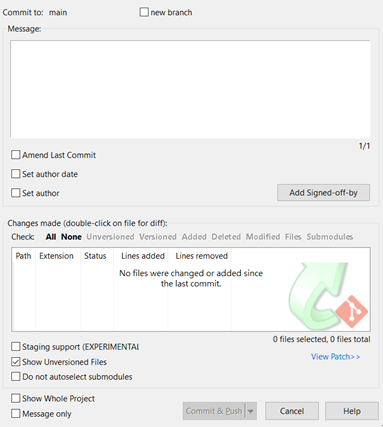 Commit to: main new branch
Message:
1/1
Amend Last Commit
Set author date
Set author
Add Signed-off-by
Changes made (double-click on file for diff):
Check: All None Unversioned Versioned Added Deleted Modified Files Submodules
Path Extension Status Lines added Lines removed
No files were changed or added since
the last commit.
0 files selected, 0 files total
Staging support (EXPERIMENTAL
View Patch>>
Show Unversioned Files
Do not autoselect submodules
Show Whole Project
Message only
Commit & Push
Cancel
Help